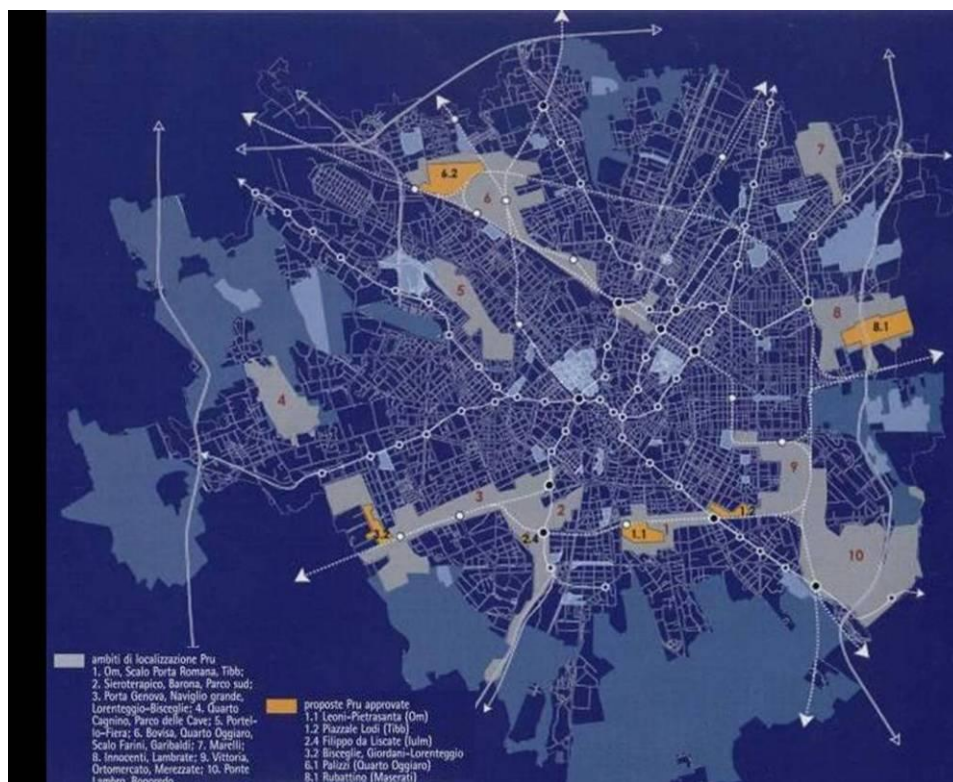 7
6.2
6
5
8
8.1
4
9
3
2
1.2
3.2
2.4
1.1
1
10
ambiti di localizzazione Pru
1. Om, Scalo Porta Romana, Tibb;
2. Sieroterapico, Barona, Parco sud;
3. Porta Genova, Naviglio grande,
Lorenteggio-Bisceglie; 4. Quarto
Cagnino, Parco delle Cave; 5. Portel-
lo-Fiera; 6. Bovisa, Quarto Oggiaro,
Scalo Farini, Garibaldi; 7. Marelli;
8. Innocenti, Lambrate; 9. Vittoria,
Ortomercato, Merezzate; 10. Ponte
Lambro, Rogoredo
proposte Pru approvate
1.1 Leoni-Pietrasanta (Om)
1.2 Piazzale Lodi (Tibb)
2.4 Filippo da Liscate (Iulm)
3.2 Bisceglie, Giordani-Lorenteggio
6.1 Palizzi (Quarto Oggiaro)
8.1 Rubattino (Maserati)